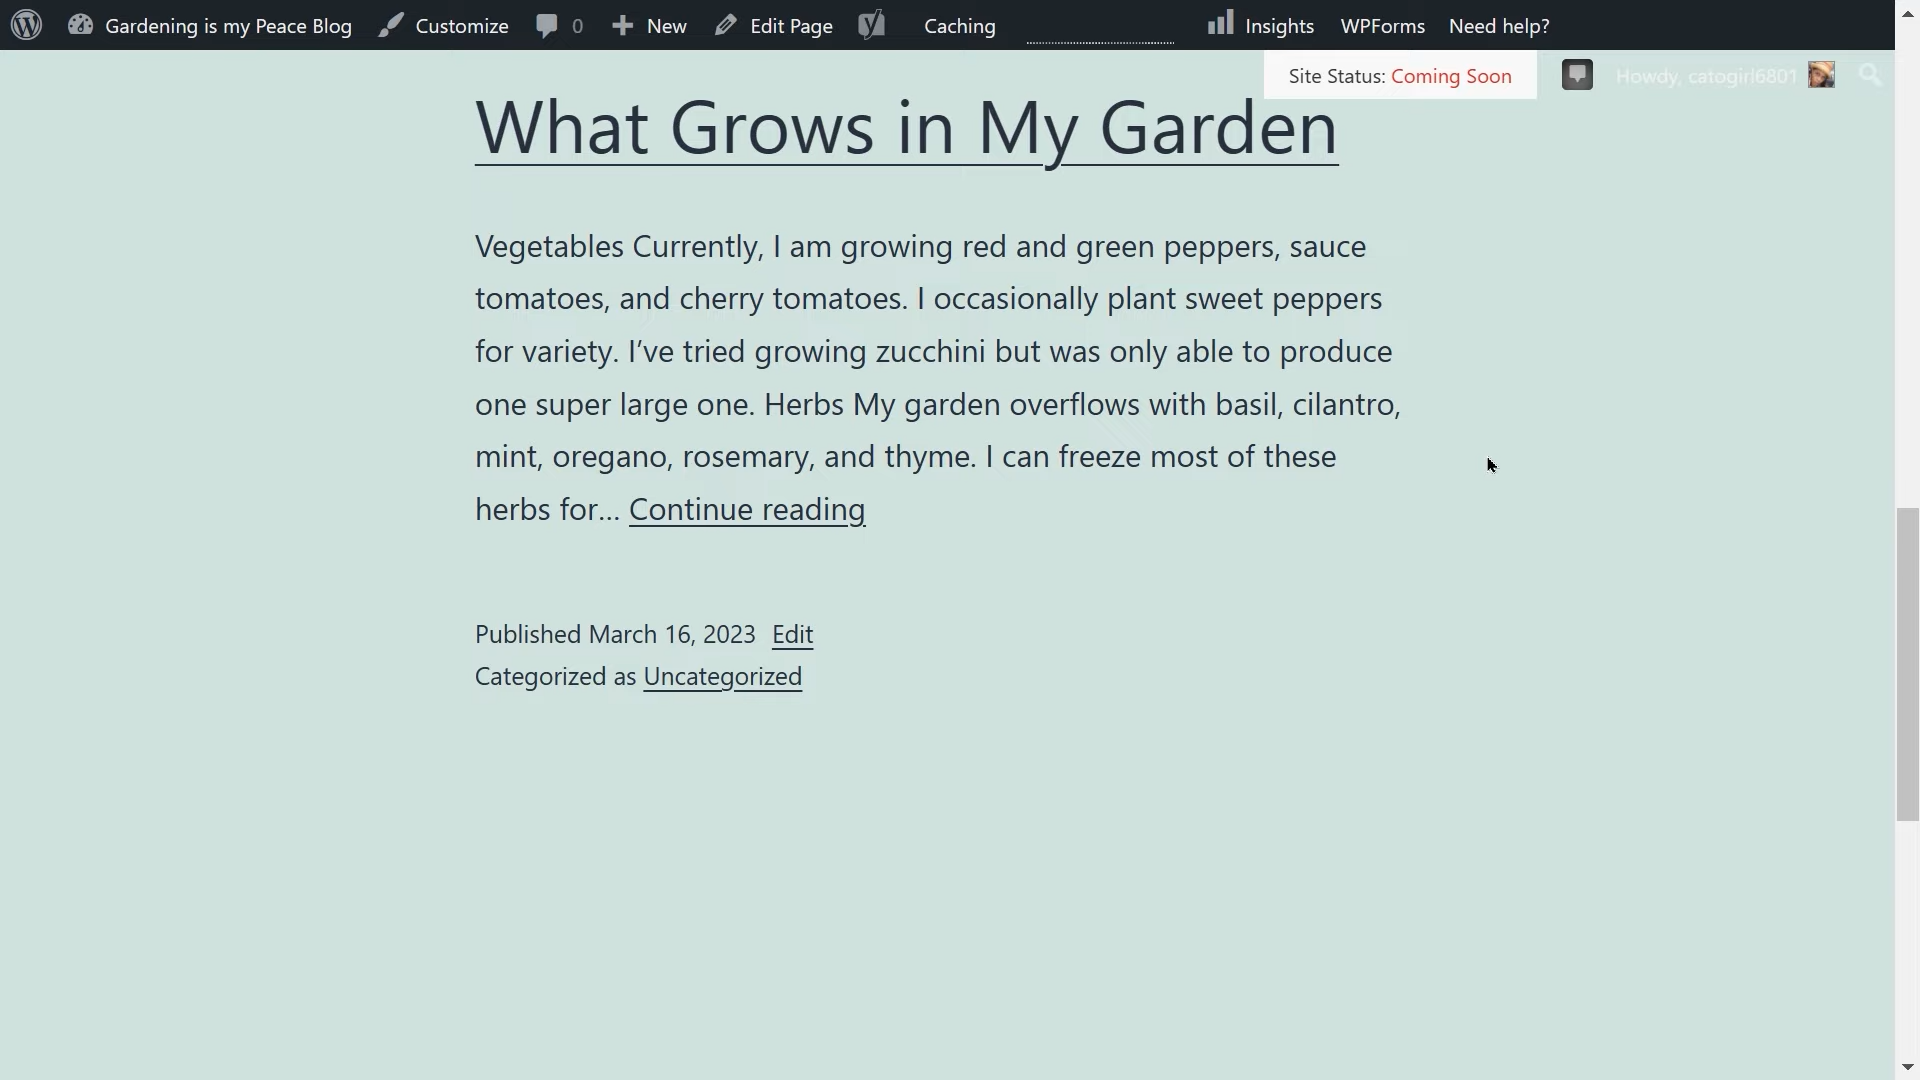 Gardening is my Peace Blog Customize 0 New Edit Page Caching Insights WPForms Need help?
Site Status: Coming Soon Howdy, catogirl6801
What Grows in My Garden
Vegetables Currently, I am growing red and green peppers, sauce
tomatoes, and cherry tomatoes. I occasionally plant sweet peppers
for variety. I’ve tried growing zucchini but was only able to produce
one super large one. Herbs My garden overflows with basil, cilantro,
mint, oregano, rosemary, and thyme. I can freeze most of these
herbs for… Continue reading
Published March 16, 2023 Edit
Categorized as Uncategorized